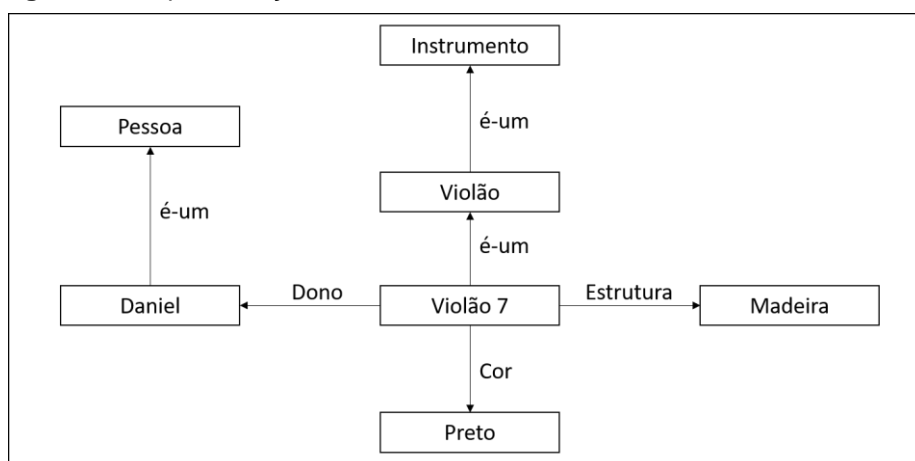 Instrumento
é-um
Pessoa
Violão
é-um
é-um
Daniel
Dono
Violão 7
Estrutura
Madeira
Cor
Preto